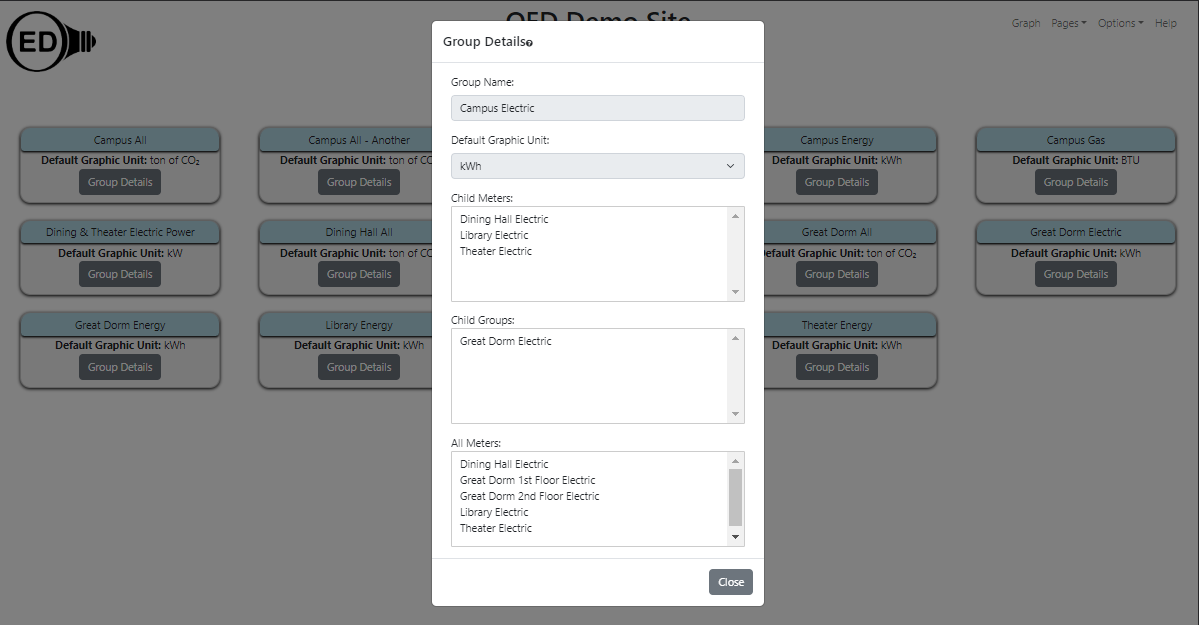 OED Demo Site
ED
Graph Pages Options Help
Group Details
Group Name:
Campus Electric
Default Graphic Unit:
kWh
Child Meters:
Dining Hall Electric
Library Electric
Theater Electric
Child Groups:
Great Dorm Electric
All Meters:
Dining Hall Electric
Great Dorm 1st Floor Electric
Great Dorm 2nd Floor Electric
Library Electric
Theater Electric
Close
Campus All
Default Graphic Unit: ton of CO₂
Group Details
Campus All - Another
Default Graphic Unit: ton of CO
Group Details
Campus Energy
Default Graphic Unit: kWh
Group Details
Campus Gas
Default Graphic Unit: BTU
Group Details
Dining & Theater Electric Power
Default Graphic Unit: kW
Group Details
Dining Hall All
Default Graphic Unit: ton of CO
Group Details
Great Dorm All
efault Graphic Unit: ton of CO₂
Group Details
Great Dorm Electric
Default Graphic Unit: kWh
Group Details
Great Dorm Energy
Default Graphic Unit: kWh
Group Details
Library Energy
Default Graphic Unit: kWh
Group Details
Theater Energy
Default Graphic Unit: kWh
Group Details